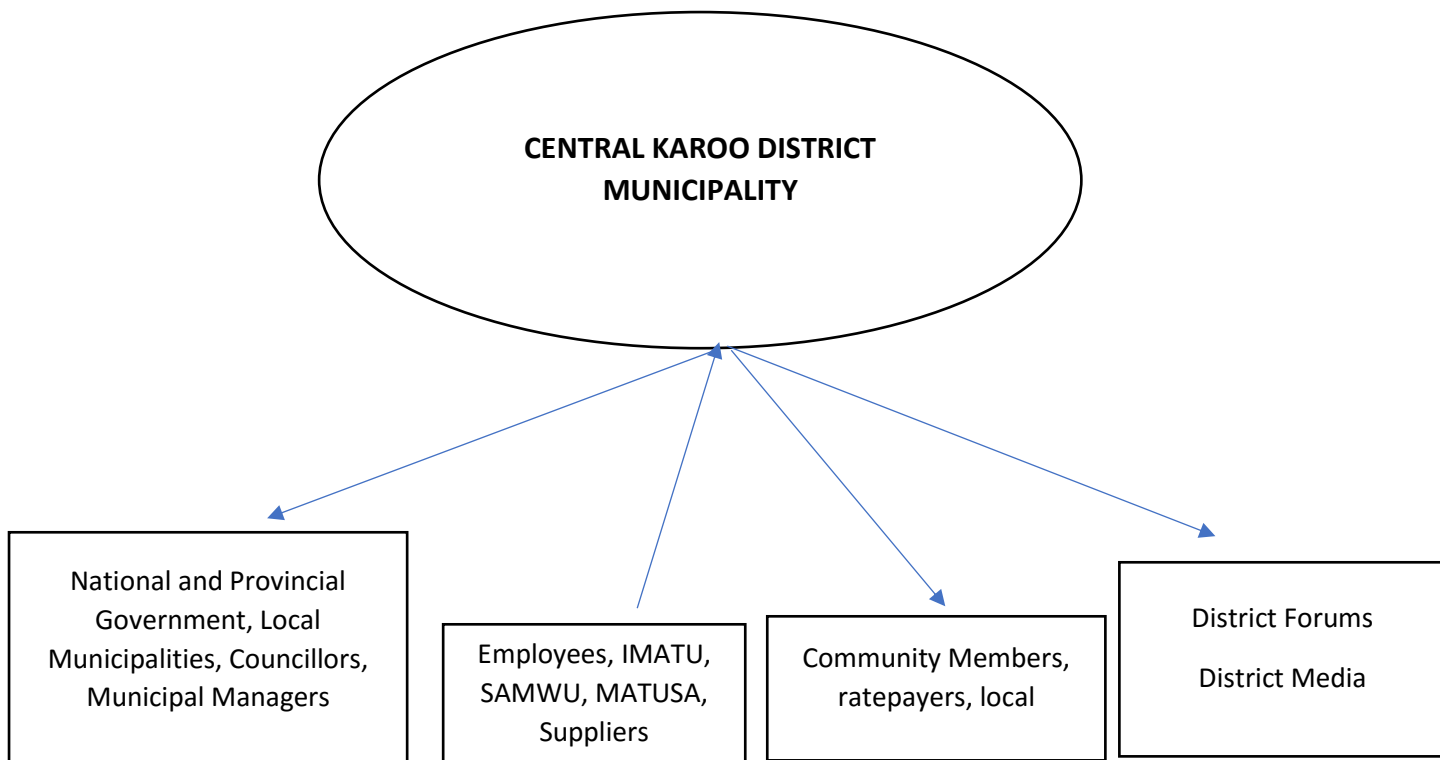 CENTRAL KAROO DISTRICT
MUNICIPALITY
National and Provincial
Government, Local
Municipalities, Councillors,
Municipal Managers
Employees, IMATU,
SAMWU, MATUSA,
Suppliers
Community Members,
ratepayers, local
District Forums
District Media